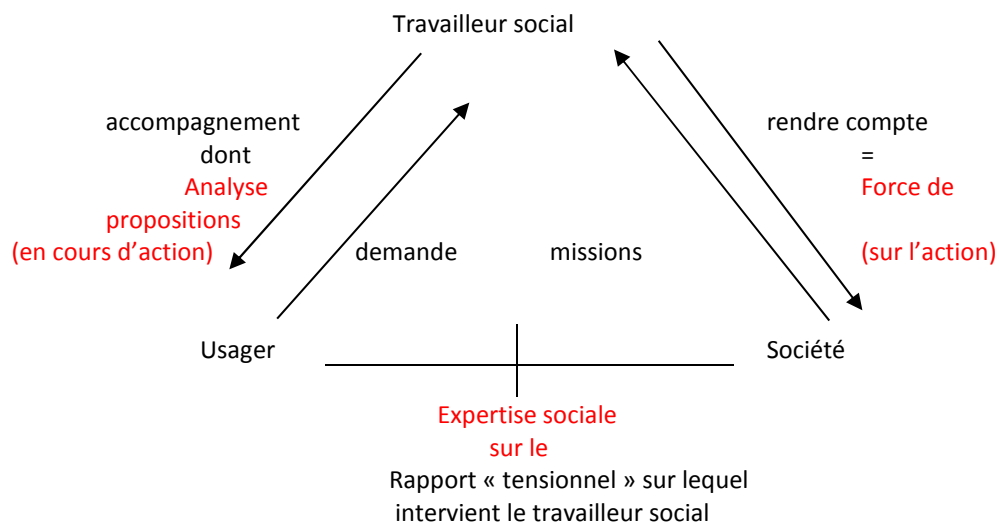 Travailleur social
accompagnement
dont
Analyse
propositions
(en cours d’action)
demande
missions
rendre compte
=
Force de
(sur l’action)
Usager
Société
Expertise sociale
sur le
Rapport « tensionnel » sur lequel
intervient le travailleur social